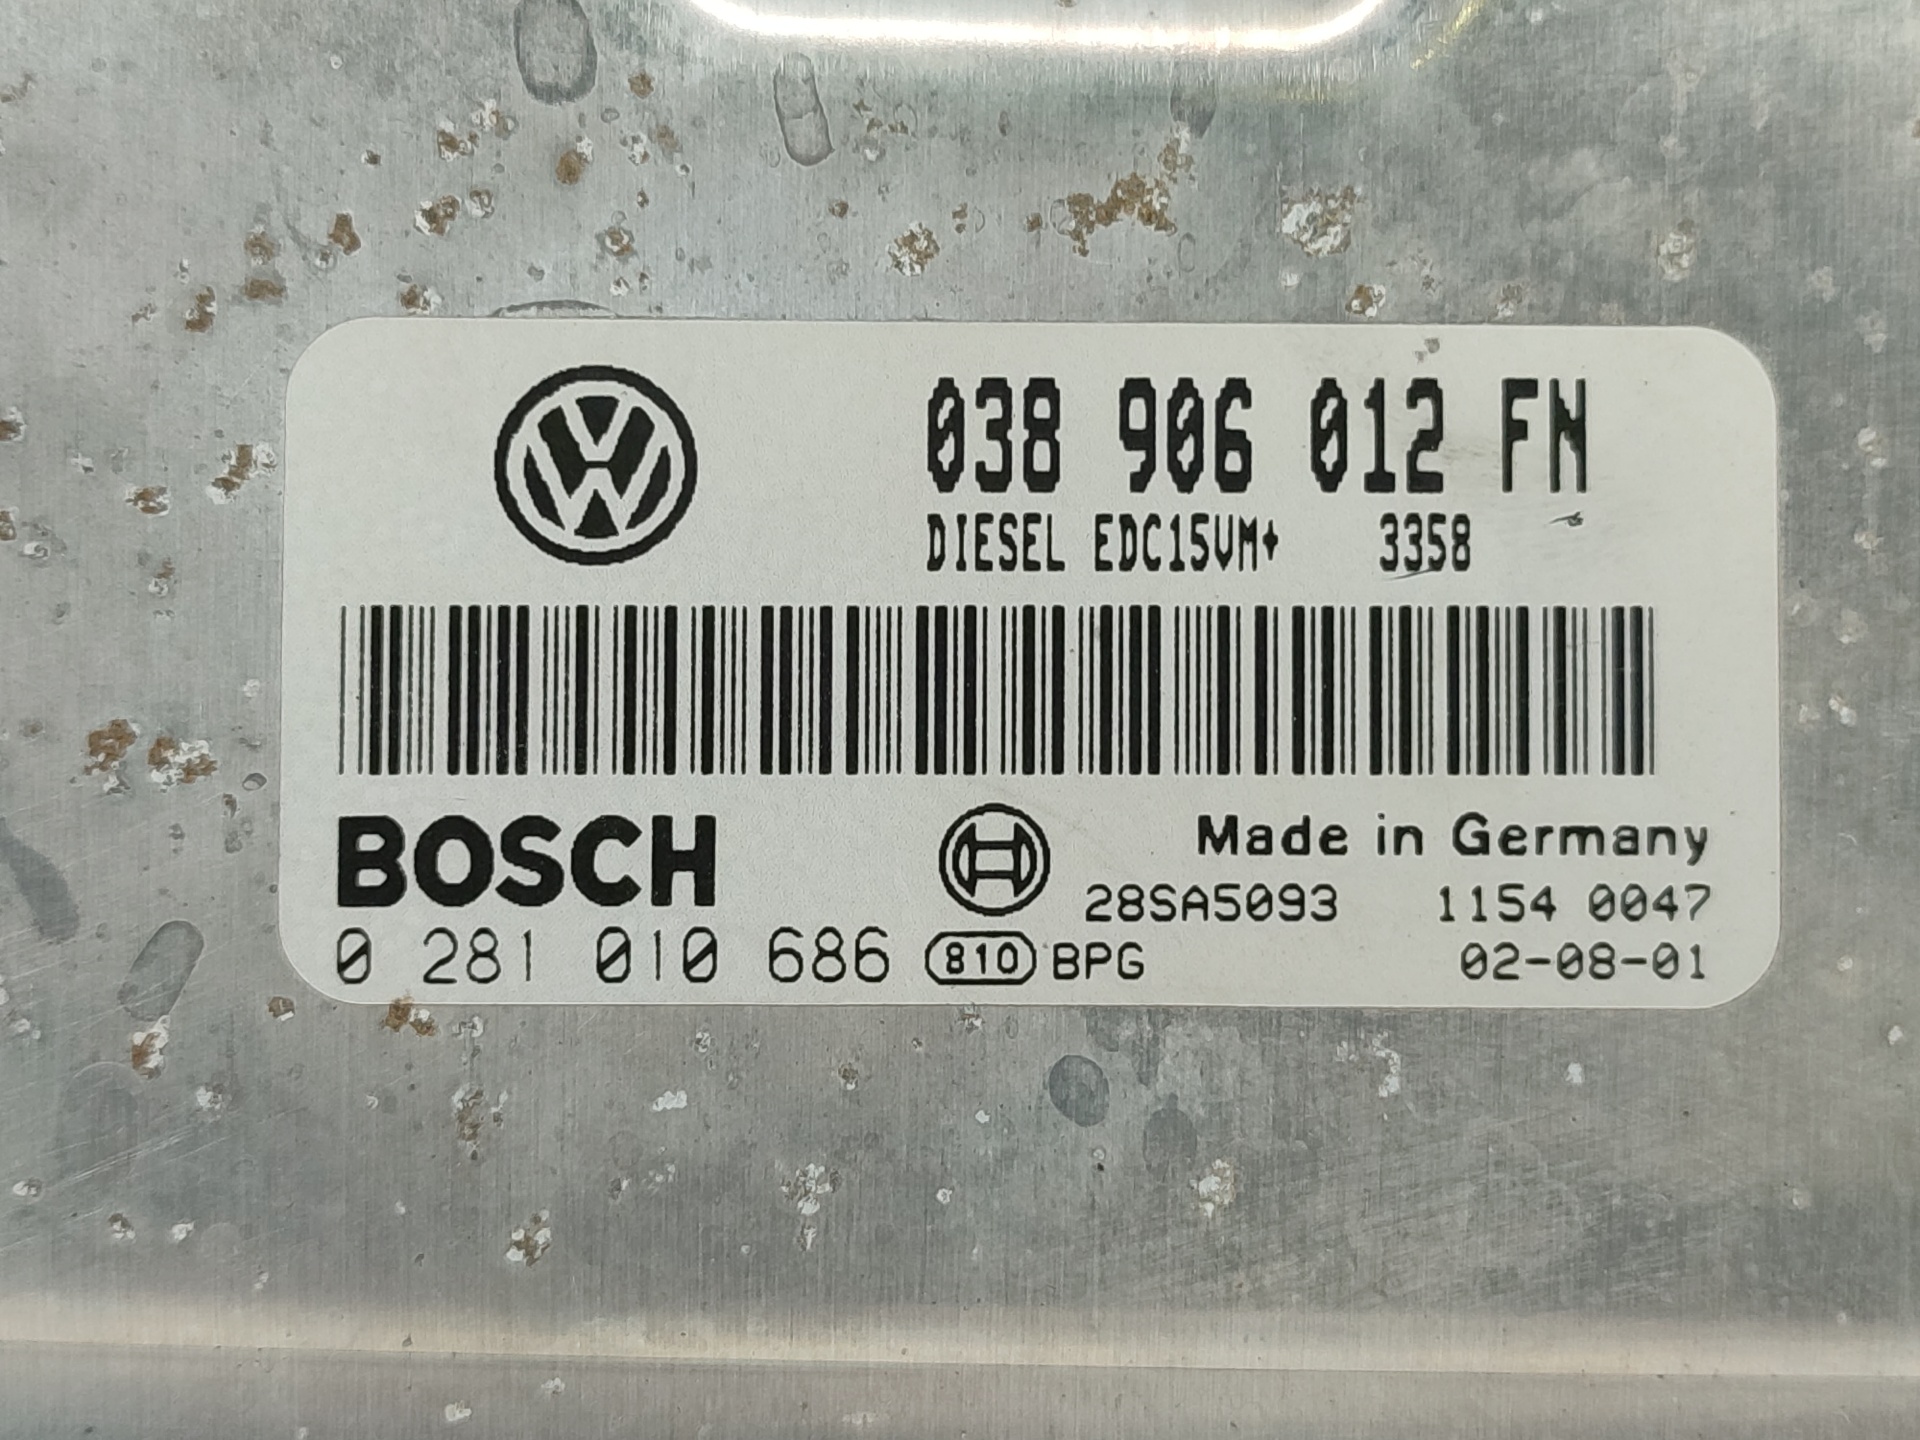 038 906 012 FN
DIESEL EDC15VM+ 3358
BOSCH
Made in Germany
28SA5093 1154 0047
0 281 010 686 810 BPG 02-08-01